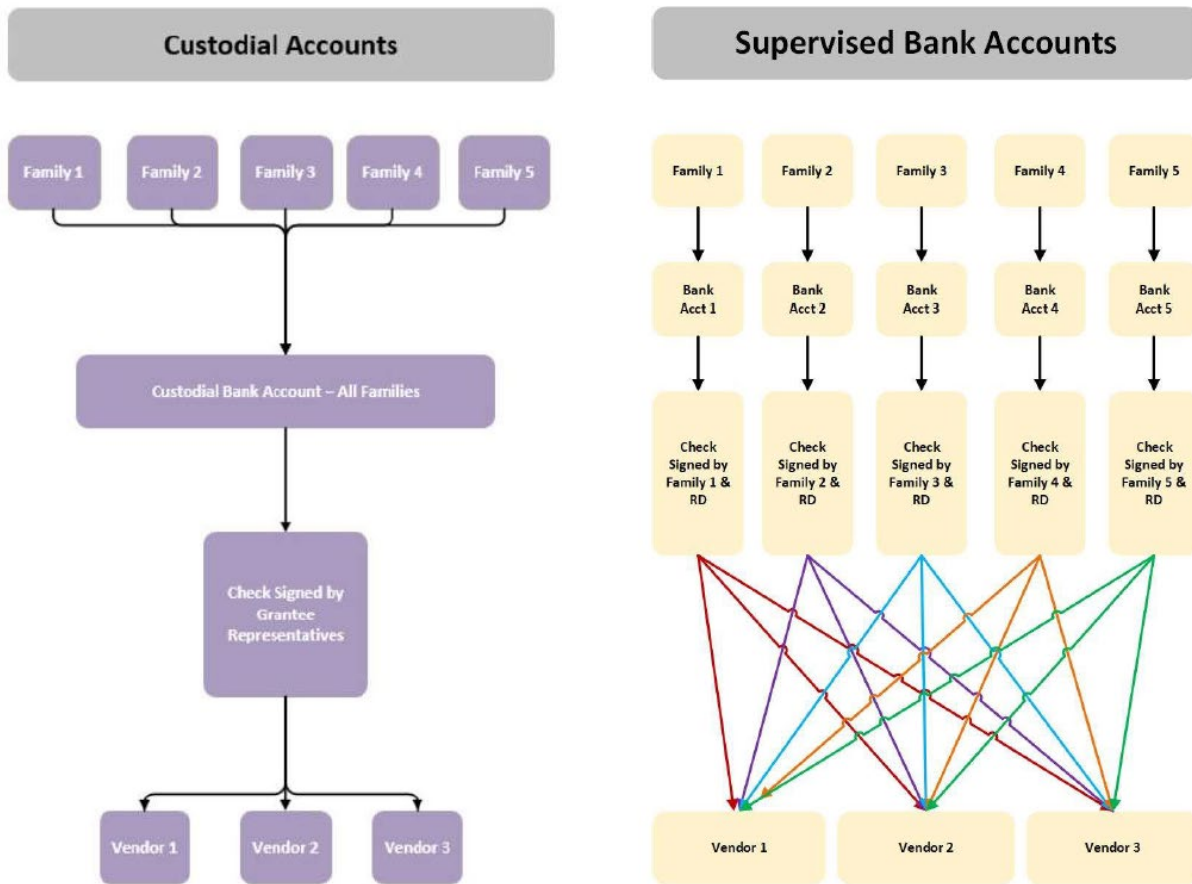 Custodial Accounts
Family 1
Family 2
Family 3
Family 4
Family 5
Custodial Bank Account – All Families
Check Signed by
Grantee
Representatives
Vendor 1
Vendor 2
Vendor 3
Supervised Bank Accounts
Family 1
Family 2
Family 3
Family 4
Family 5
Bank
Acct 1
Bank
Acct 2
Bank
Acct 3
Bank
Acct 4
Bank
Acct 5
Check
Signed by
Family 1 &
RD
Check
Signed by
Family 2 &
RD
Check
Signed by
Family 3 &
RD
Check
Signed by
Family 4 &
RD
Check
Signed by
Family 5 &
RD
Vendor 1
Vendor 2
Vendor 3